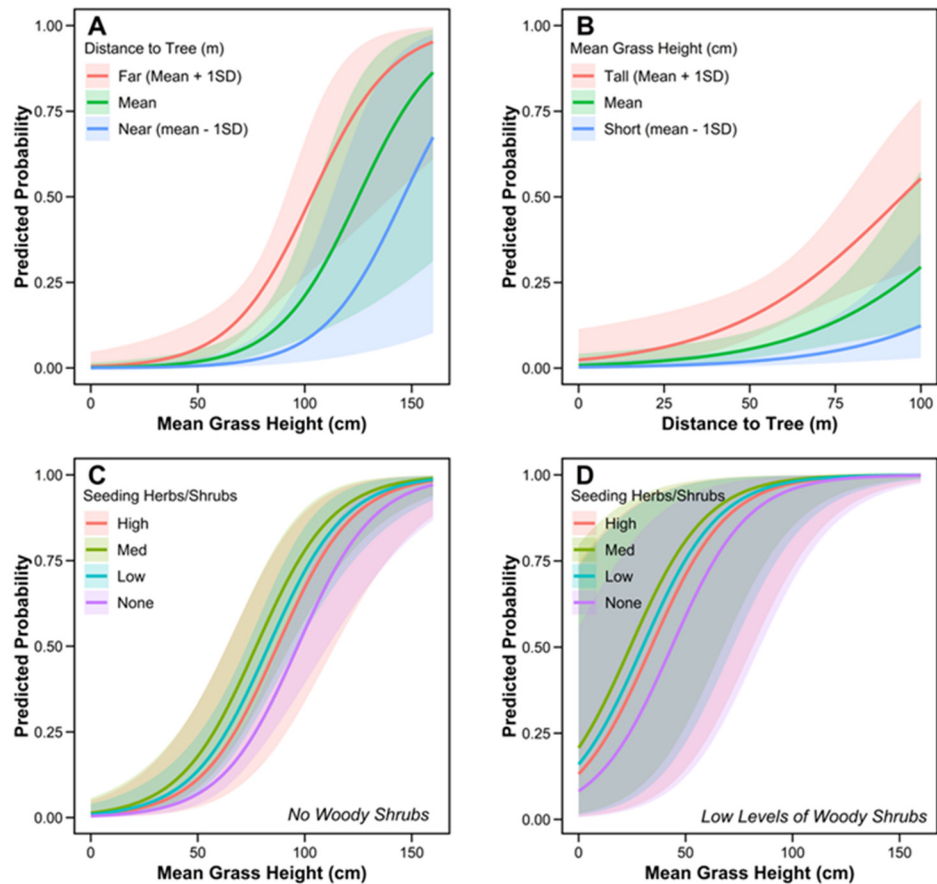 A
Distance to Tree (m)
Far (Mean + 1SD)
Mean
Near (mean - 1SD)
1.00
0.75
0.50
0.25
0.00
Predicted Probability
0
50
100
150
Mean Grass Height (cm)
B
Mean Grass Height (cm)
Tall (Mean + 1SD)
Mean
Short (mean - 1SD)
1.00
0.75
0.50
0.25
0.00
Predicted Probability
0
25
50
75
100
Distance to Tree (m)
C
Seeding Herbs/Shrubs
High
Med
Low
None
1.00
0.75
0.50
0.25
0.00
Predicted Probability
No Woody Shrubs
0
50
100
150
Mean Grass Height (cm)
D
Seeding Herbs/Shrubs
High
Med
Low
None
1.00
0.75
0.50
0.25
0.00
Predicted Probability
Low Levels of Woody Shrubs
0
50
100
150
Mean Grass Height (cm)